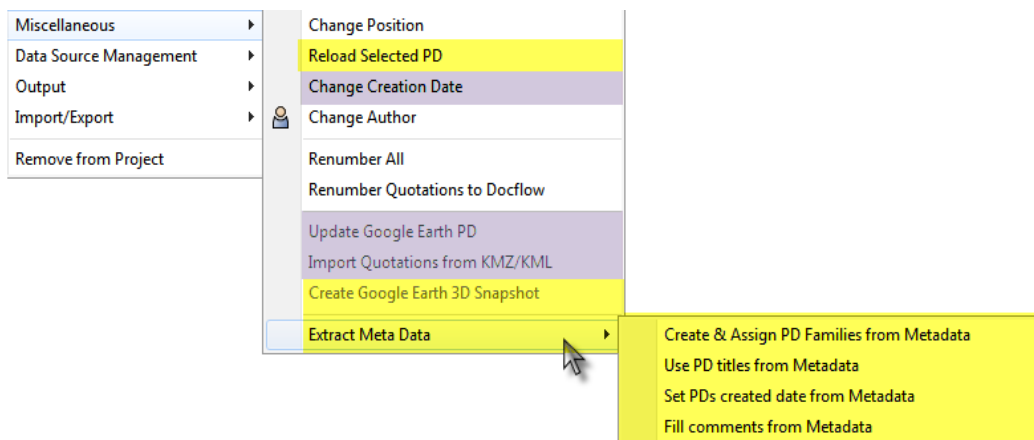 Miscellaneous
Data Source Management
Output
Import/Export
Remove from Project
Change Position
Reload Selected PD
Change Creation Date
Change Author
Renumber All
Renumber Quotations to Docflow
Update Google Earth PD
Import Quotations from KMZ/KML
Create Google Earth 3D Snapshot
Extract Meta Data
Create & Assign PD Families from Metadata
Use PD titles from Metadata
Set PDs created date from Metadata
Fill comments from Metadata